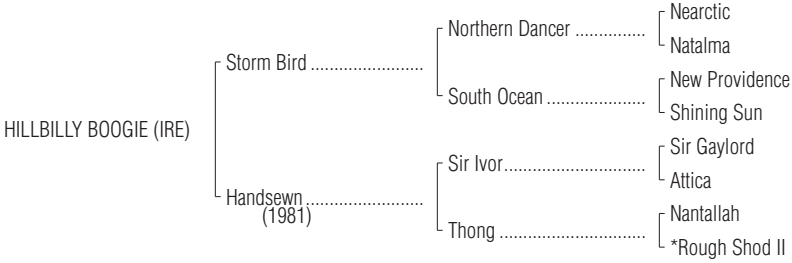 Nearctic
Northern Dancer ...............
Natalma
Storm Bird ........................
New Providence
South Ocean .....................
Shining Sun
HILLBILLY BOOGIE (IRE)
Sir Gaylord
Sir Ivor..............................
Attica
Handsewn.........................
(1981)
Nantallah
Thong ...............................
*Rough Shod II